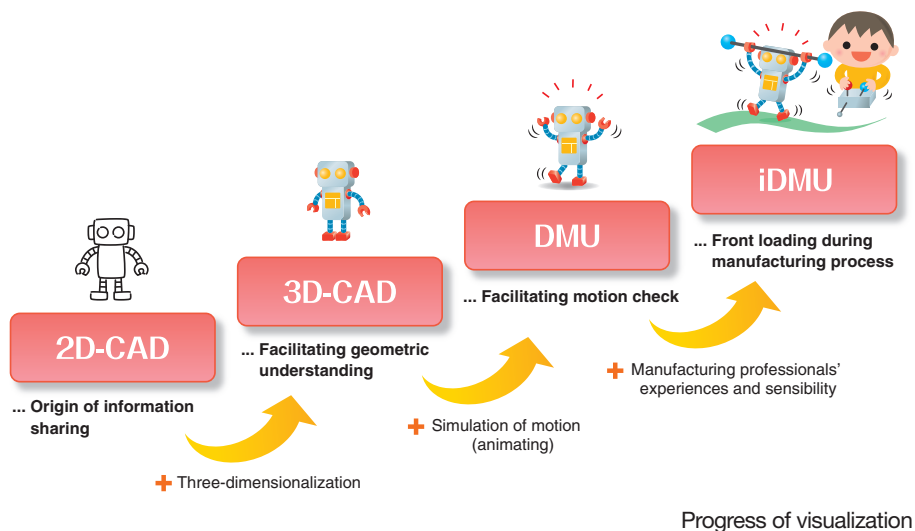 2D-CAD
... Origin of information
sharing
+ Three-dimensionalization
3D-CAD
... Facilitating geometric
understanding
+ Simulation of motion
(animating)
DMU
... Facilitating motion check
+ Manufacturing professionals’
experiences and sensibility
iDMU
... Front loading during
manufacturing process
Progress of visualization